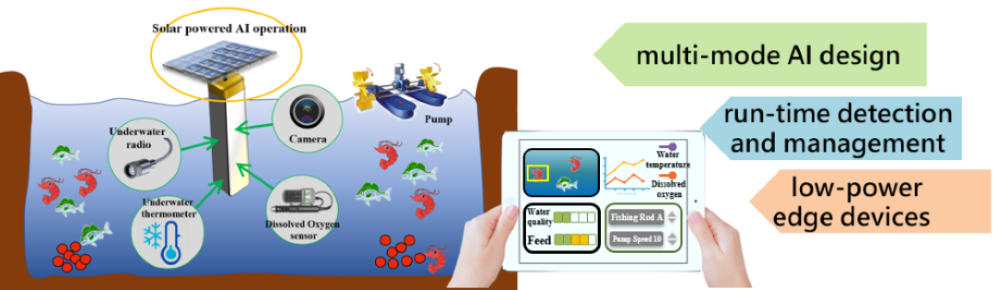 Solar powered AI operation
Underwater
radio
Camera
Pump
Underwater
thermometer
Dissolved Oxygen
sensor
Water
temperature
Dissolved
oxygen
Water
quality
Feed
Fishing Rod A
Pump Speed 10
multi-mode AI design
run-time detection
and management
low-power
edge devices